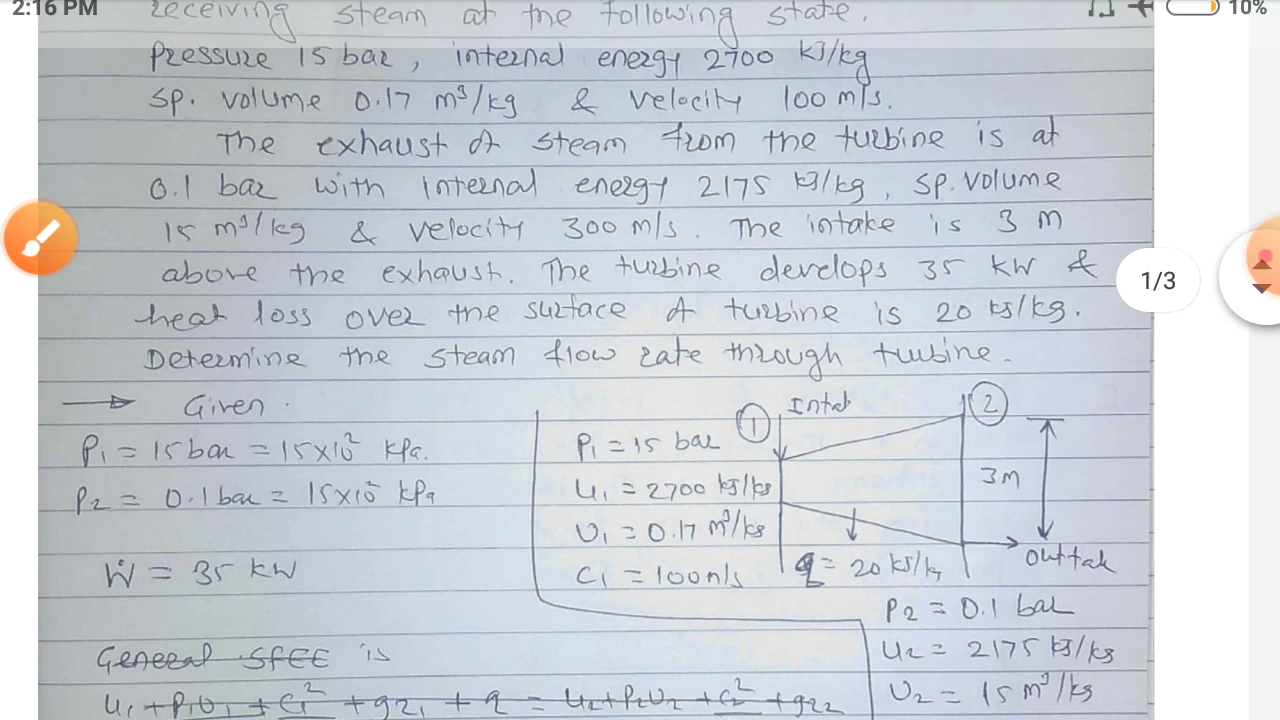 2:16 PM
10%
receiving steam at the following state.
Pressure 15 bar, internal energy 2700 kJ/kg
sp. volume 0.17 m³/kg & velocity 100 m/s.
The exhaust of steam from the turbine is at
0.1 bar with internal energy 2175 kJ/kg, sp. volume
15 m³/kg & velocity 300 m/s. The intake is 3 m
above the exhaust. The turbine develops 35 kW &
heat loss over the surface of turbine is 20 kJ/kg.
Determine the steam flow rate through turbine.
1/3
→ Given.
P₁ = 15 bar = 15×10² kPa.
P₂ = 0.1 bar = 15×10² kPa
Ẇ = 35 kW
General SFEE is
u₁+P₁υ₁+c₁²+gz₁+q = u₂+P₂υ₂+c₂²+gz₂
P₁ = 15 bar
u₁ = 2700 kJ/kg
υ₁ = 0.17 m³/kg
C₁ = 100m/s
① Intak
②
3m
q = 20 kJ/kg
Outtak
P₂ = 0.1 bar
u₂ = 2175 kJ/kg
υ₂ = 15 m³/kg